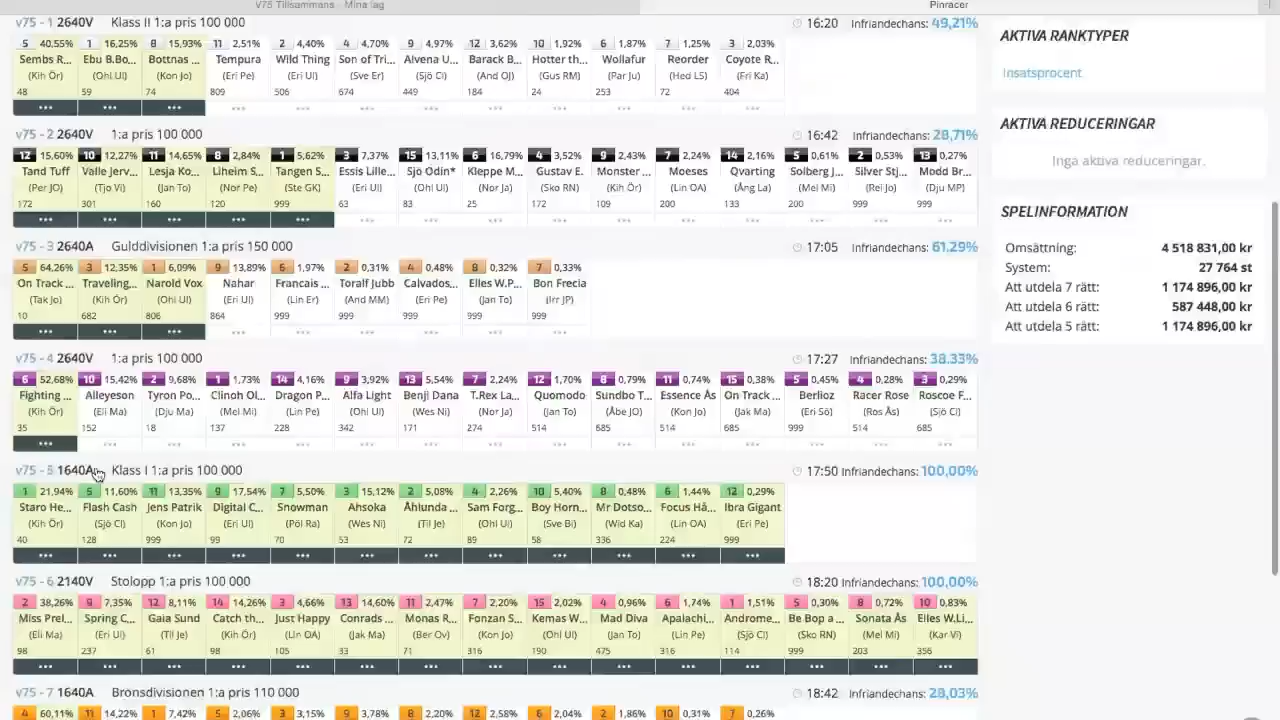 V75 Tillsammans - Mina lag
Pinracer
v75 - 1 2640V Klass II 1:a pris 100 000 16:20 Infriandechans: 49,21%
5 40,55% 1 16,25% 8 15,93% 11 2,51% 2 4,40% 4 4,70% 9 4,97% 12 3,62% 10 1,92% 6 1,87% 7 1,25% 3 2,03%
Sembs R... Ebu B.Bo... Bottnas ... Tempura Wild Thing Son of Tri... Alvena U... Barack B... Hotter th... Wollafur Reorder Coyote R...
(Kih Ör) (Ohl Ul) (Kon Jo) (Eri Pe) (Eri Ul) (Sve Er) (Sjö Ci) (And OJ) (Gus RM) (Par Ju) (Hed LS) (Fri Ka)
48 59 74 809 506 674 449 184 24 253 72 404
v75 - 2 2640V 1:a pris 100 000 16:42 Infriandechans: 28,71%
12 15,60% 10 12,27% 11 14,65% 8 2,84% 1 5,62% 3 7,37% 15 13,11% 6 16,79% 4 3,52% 9 2,43% 7 2,24% 14 2,16% 5 0,61% 2 0,53% 13 0,27%
Tand Tuff Valle Jerv... Lesja Ko... Liheim S... Tangen S... Essis Lille... Sjö Odin* Kleppe M... Gustav E. Monster ... Moeses Qvarting Solberg J... Silver Stj... Modd Br...
(Per JO) (Tjo Vi) (Jan To) (Nor Pe) (Ste GK) (Eri Ul) (Ohl Ul) (Nor Ja) (Sko RN) (Kih Ör) (Lin OA) (Ång La) (Mel Mi) (Rei Jo) (Dju MP)
172 301 160 120 999 63 83 25 172 109 200 133 200 999 999
v75 - 3 2640A Gulddivisionen 1:a pris 150 000 17:05 Infriandechans: 61,29%
5 64,26% 3 12,35% 1 6,09% 9 13,89% 6 1,97% 2 0,31% 4 0,48% 8 0,32% 7 0,33%
On Track ... Traveling... Narold Vox Nahar Francais ... Toralf Jubb Calvados... Elles W.P... Bon Frecia
(Tak Jo) (Kih Ör) (Ohl Ul) (Eri Ul) (Lin Er) (And MM) (Eri Pe) (Jan To) (Irr JP)
10 682 806 864 999 999 999 999 999
v75 - 4 2640V 1:a pris 100 000 17:27 Infriandechans: 38,33%
6 52,68% 10 15,42% 2 9,68% 1 1,73% 14 4,16% 9 3,92% 13 5,54% 7 2,24% 12 1,70% 8 0,79% 11 0,74% 15 0,38% 5 0,45% 4 0,28% 3 0,29%
Fighting ... Alleyeson Tyron Po... Clinoh Ol... Dragon P... Alfa Light Benji Dana T.Rex La... Quomodo Sundbo T... Essence Ås On Track ... Berlioz Racer Rose Roscoe F...
(Kih Ör) (Eli Ma) (Dju Ma) (Mel Mi) (Lin Pe) (Ohl Ul) (Wes Ni) (Nor Ja) (Jan To) (Åbe JO) (Kon Jo) (Jak Ma) (Eri Sö) (Ros Ås) (Sjö Ci)
35 152 18 137 228 342 171 274 514 685 514 685 999 514 685
v75 - 5 1640A Klass I 1:a pris 100 000 17:50 Infriandechans: 100,00%
1 21,94% 5 11,60% 11 13,35% 9 17,54% 7 5,50% 3 15,12% 2 5,08% 4 2,26% 10 5,40% 8 0,48% 6 1,44% 12 0,29%
Staro He... Flash Cash Jens Patrik Digital C... Snowman Ahsoka Åhlunda ... Sam Forg... Boy Horn... Mr Dotso... Focus Hå... Ibra Gigant
(Kih Ör) (Sjö Ci) (Kon Jo) (Eri Ul) (Pöl Ra) (Wes Ni) (Til Je) (Ohl Ul) (Sve Bi) (Wid Ka) (Lin OA) (Eri Pe)
40 128 999 99 70 53 72 89 58 336 224 999
v75 - 6 2140V Stolopp 1:a pris 100 000 18:20 Infriandechans: 100,00%
2 38,26% 9 7,35% 12 8,11% 14 14,26% 3 4,66% 13 14,60% 11 2,47% 7 2,20% 15 2,02% 4 0,96% 6 1,74% 1 1,51% 5 0,30% 8 0,72% 10 0,83%
Miss Prel... Spring C... Gaia Sund Catch th... Just Happy Conrads ... Monas R... Fonzan S... Kemas W... Mad Diva Apalachi... Androme... Be Bop a ... Sonata Ås Elles W.Li...
(Eli Ma) (Eri Ul) (Til Je) (Kih Ör) (Lin OA) (Jak Ma) (Ber Ov) (Kon Jo) (Ohl Ul) (Jan To) (Lin Pe) (Sjö Ci) (Sko RN) (Mel Mi) (Kar Vi)
98 237 61 98 105 33 71 316 190 475 316 114 999 203 356
v75 - 7 1640A Bronsdivisionen 1:a pris 110 000 18:42 Infriandechans: 28,03%
4 60,11% 11 14,22% 1 7,42% 5 2,06% 3 3,15% 9 3,78% 8 2,20% 12 2,58% 6 2,04% 2 1,86% 10 0,31% 7 0,26%
AKTIVA RANKTYPER
Insatsprocent
AKTIVA REDUCERINGAR
Inga aktiva reduceringar.
SPELINFORMATION
Omsättning: 4 518 831,00 kr
System: 27 764 st
Att utdela 7 rätt: 1 174 896,00 kr
Att utdela 6 rätt: 587 448,00 kr
Att utdela 5 rätt: 1 174 896,00 kr